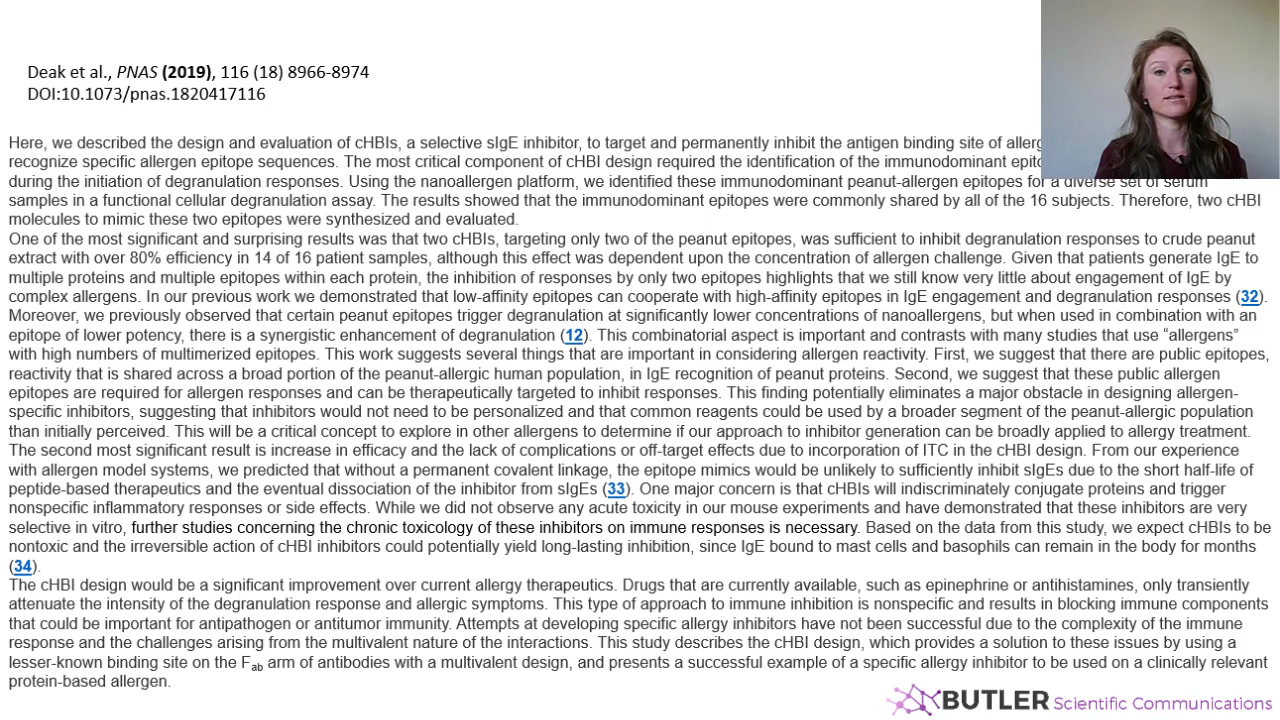 Deak et al., PNAS (2019), 116 (18) 8966-8974
DOI:10.1073/pnas.1820417116
Here, we described the design and evaluation of cHBIs, a selective sIgE inhibitor, to target and permanently inhibit the antigen binding site of
recognize specific allergen epitope sequences. The most critical component of cHBI design required the identification of the immunodominant
during the initiation of degranulation responses. Using the nanoallergen platform, we identified these immunodominant peanut-allergen epitopes for a diverse set of serum
samples in a functional cellular degranulation assay. The results showed that the immunodominant epitopes were commonly shared by all of the 16 subjects. Therefore, two cHBI
molecules to mimic these two epitopes were synthesized and evaluated.
One of the most significant and surprising results was that two cHBIs, targeting only two of the peanut epitopes, was sufficient to inhibit degranulation responses to crude peanut
extract with over 80% efficiency in 14 of 16 patient samples, although this effect was dependent upon the concentration of allergen challenge. Given that patients generate IgE to
multiple proteins and multiple epitopes within each protein, the inhibition of responses by only two epitopes highlights that we still know very little about engagement of IgE by
complex allergens. In our previous work we demonstrated that low-affinity epitopes can cooperate with high-affinity epitopes in IgE engagement and degranulation responses (32).
Moreover, we previously observed that certain peanut epitopes trigger degranulation at significantly lower concentrations of nanoallergens, but when used in combination with an
epitope of lower potency, there is a synergistic enhancement of degranulation (12). This combinatorial aspect is important and contrasts with many studies that use “allergens”
with high numbers of multimerized epitopes. This work suggests several things that are important in considering allergen reactivity. First, we suggest that there are public epitopes,
reactivity that is shared across a broad portion of the peanut-allergic human population, in IgE recognition of peanut proteins. Second, we suggest that these public allergen
epitopes are required for allergen responses and can be therapeutically targeted to inhibit responses. This finding potentially eliminates a major obstacle in designing allergen-
specific inhibitors, suggesting that inhibitors would not need to be personalized and that common reagents could be used by a broader segment of the peanut-allergic population
than initially perceived. This will be a critical concept to explore in other allergens to determine if our approach to inhibitor generation can be broadly applied to allergy treatment.
The second most significant result is increase in efficacy and the lack of complications or off-target effects due to incorporation of ITC in the cHBI design. From our experience
with allergen model systems, we predicted that without a permanent covalent linkage, the epitope mimics would be unlikely to sufficiently inhibit sIgEs due to the short half-life of
peptide-based therapeutics and the eventual dissociation of the inhibitor from sIgEs (33). One major concern is that cHBIs will indiscriminately conjugate proteins and trigger
nonspecific inflammatory responses or side effects. While we did not observe any acute toxicity in our mouse experiments and have demonstrated that these inhibitors are very
selective in vitro, further studies concerning the chronic toxicology of these inhibitors on immune responses is necessary. Based on the data from this study, we expect cHBIs to be
nontoxic and the irreversible action of cHBI inhibitors could potentially yield long-lasting inhibition, since IgE bound to mast cells and basophils can remain in the body for months
(34).
The cHBI design would be a significant improvement over current allergy therapeutics. Drugs that are currently available, such as epinephrine or antihistamines, only transiently
attenuate the intensity of the degranulation response and allergic symptoms. This type of approach to immune inhibition is nonspecific and results in blocking immune components
that could be important for antipathogen or antitumor immunity. Attempts at developing specific allergy inhibitors have not been successful due to the complexity of the immune
response and the challenges arising from the multivalent nature of the interactions. This study describes the cHBI design, which provides a solution to these issues by using a
lesser-known binding site on the Fab arm of antibodies with a multivalent design, and presents a successful example of a specific allergy inhibitor to be used on a clinically relevant
protein-based allergen.
BUTLER Scientific Communications